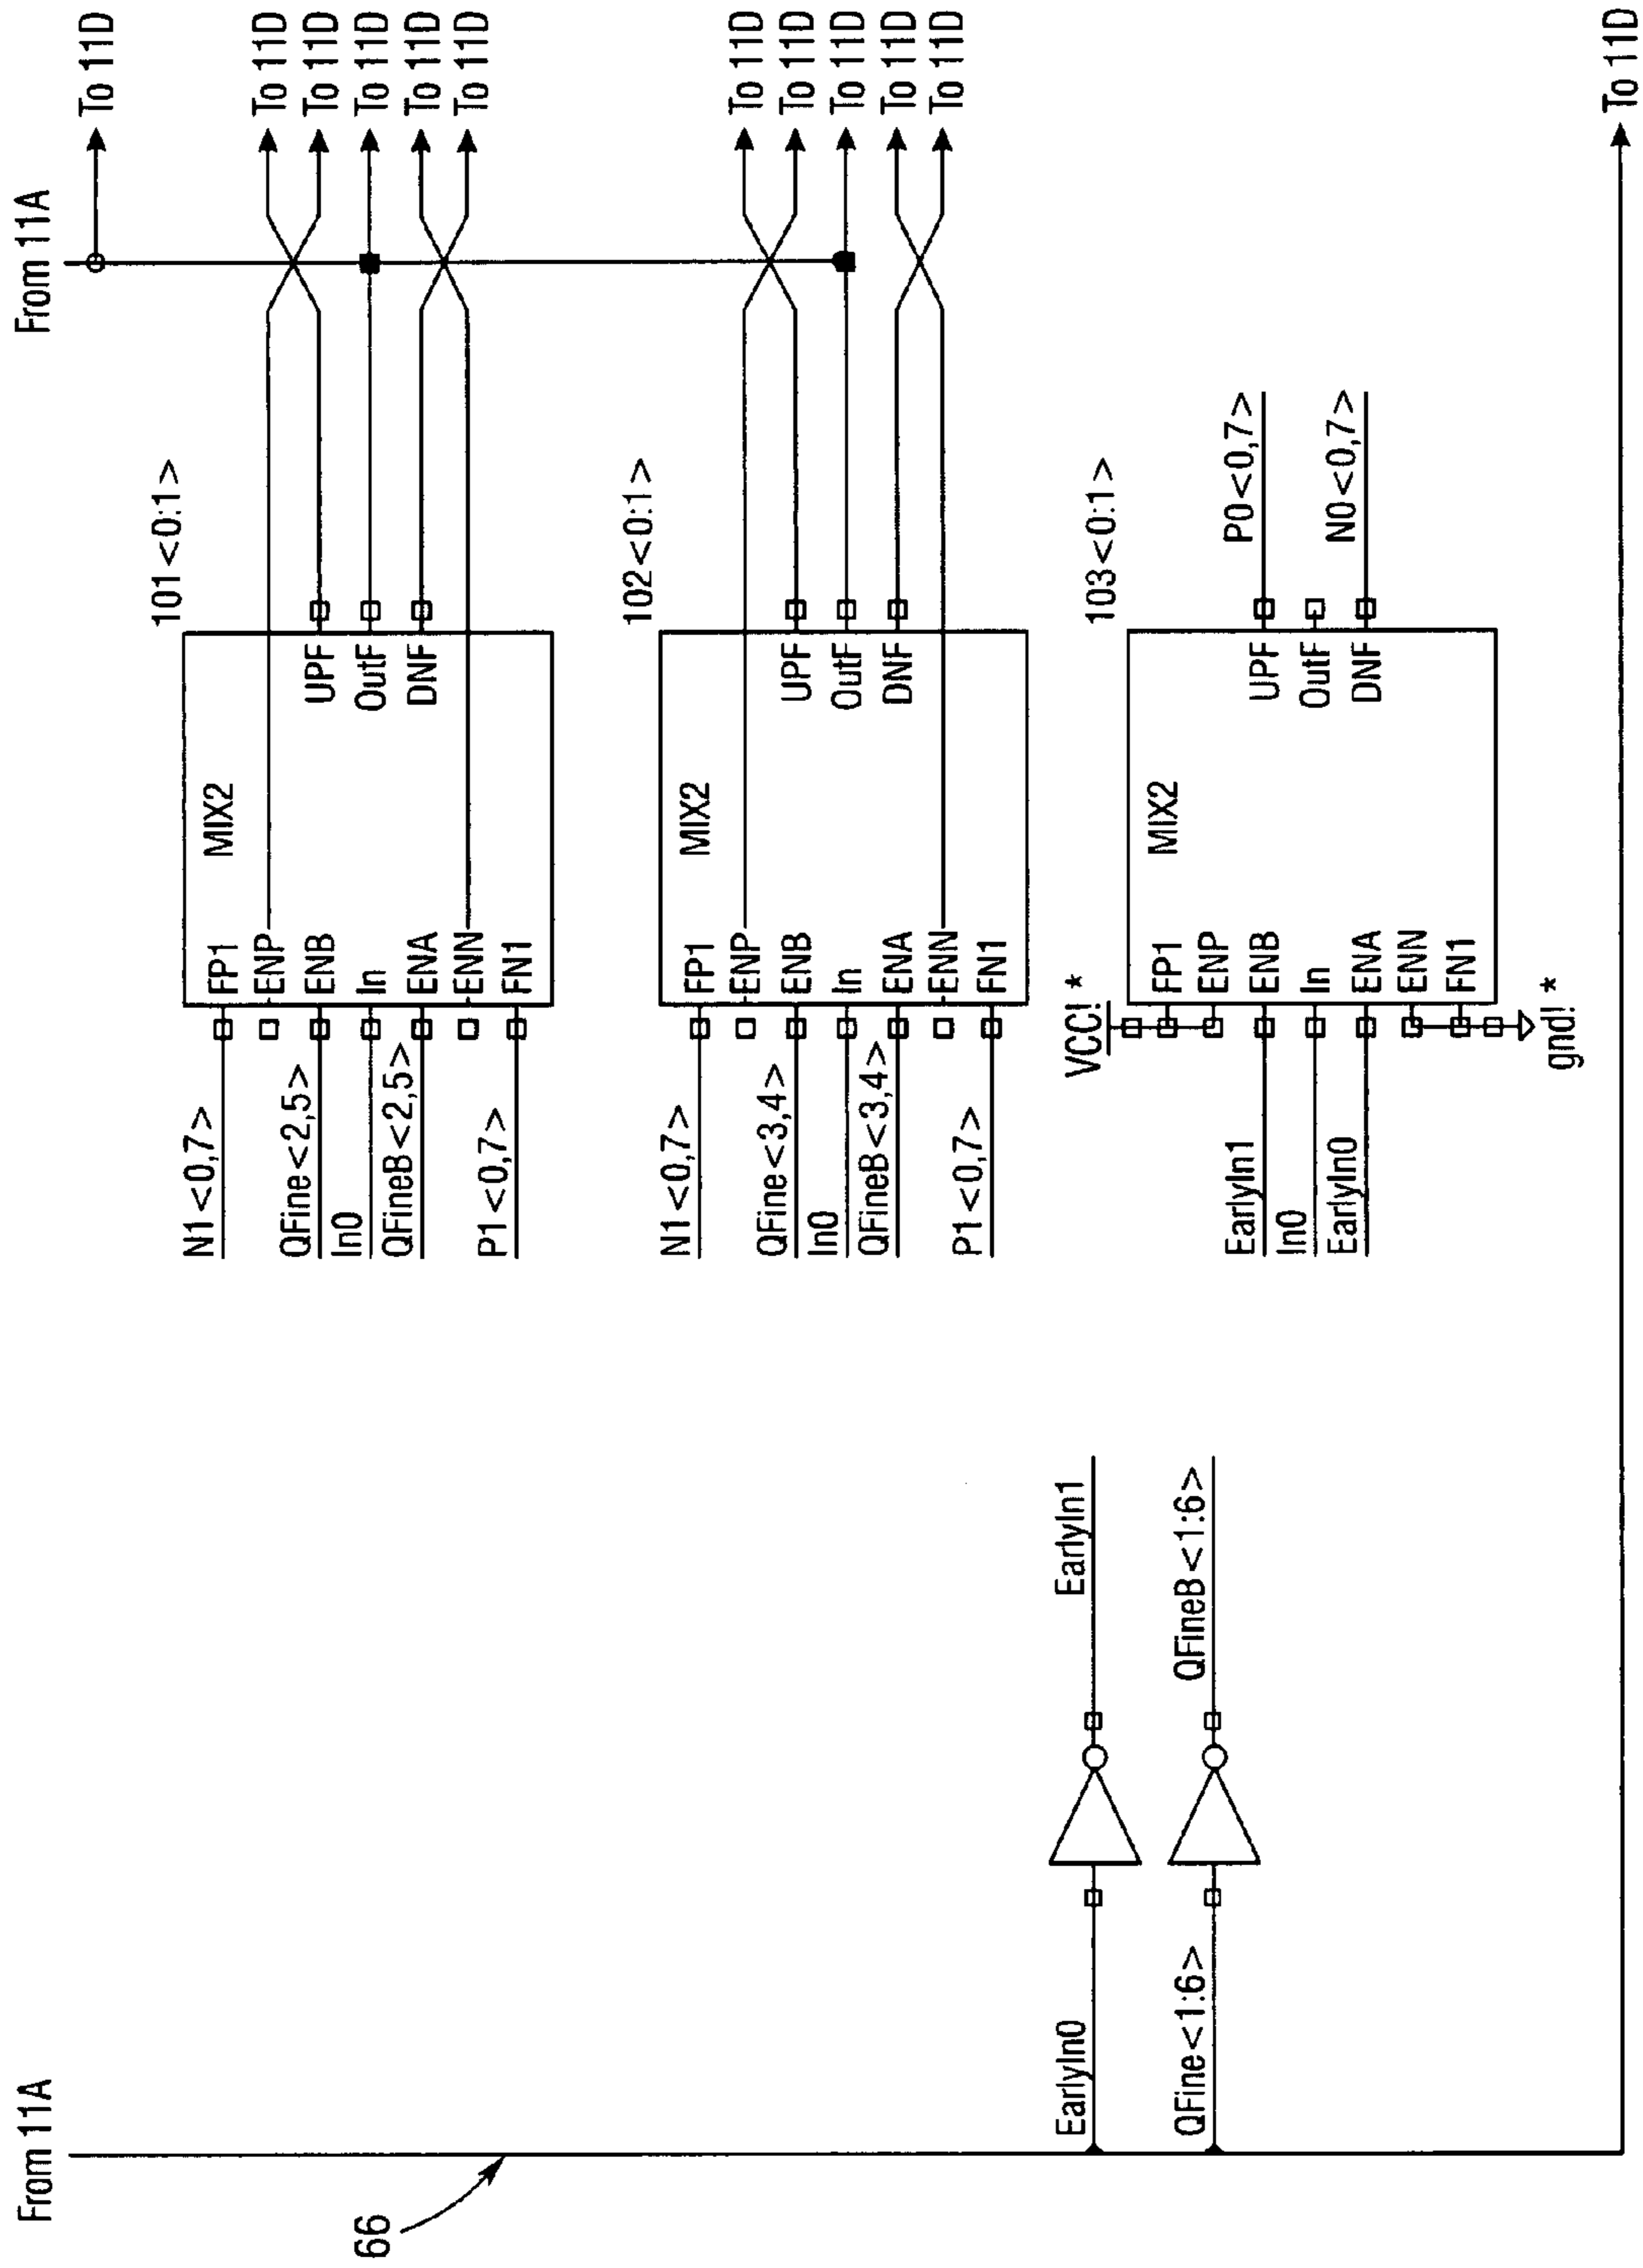 From 11A
66
EarlyIn0
EarlyIn1
QFine<1:6>
QFineB<1:6>
From 11A
To 11D
101<0:1>
MIX2
N1<0,7>
FP1
ENP
To 11D
QFine<2,5>
ENB
UPF
To 11D
In0
In
OutF
To 11D
QFineB<2,5>
ENA
DNF
To 11D
ENN
To 11D
P1<0,7>
FN1
102<0:1>
MIX2
N1<0,7>
FP1
ENP
To 11D
QFine<3,4>
ENB
UPF
To 11D
In0
In
OutF
To 11D
QFineB<3,4>
ENA
DNF
To 11D
ENN
To 11D
P1<0,7>
FN1
103<0:1>
MIX2
VCC! *
FP1
ENP
EarlyIn1
ENB
UPF
P0<0,7>
In0
In
OutF
EarlyIn0
ENA
DNF
N0<0,7>
ENN
FN1
gnd! *
To 11D